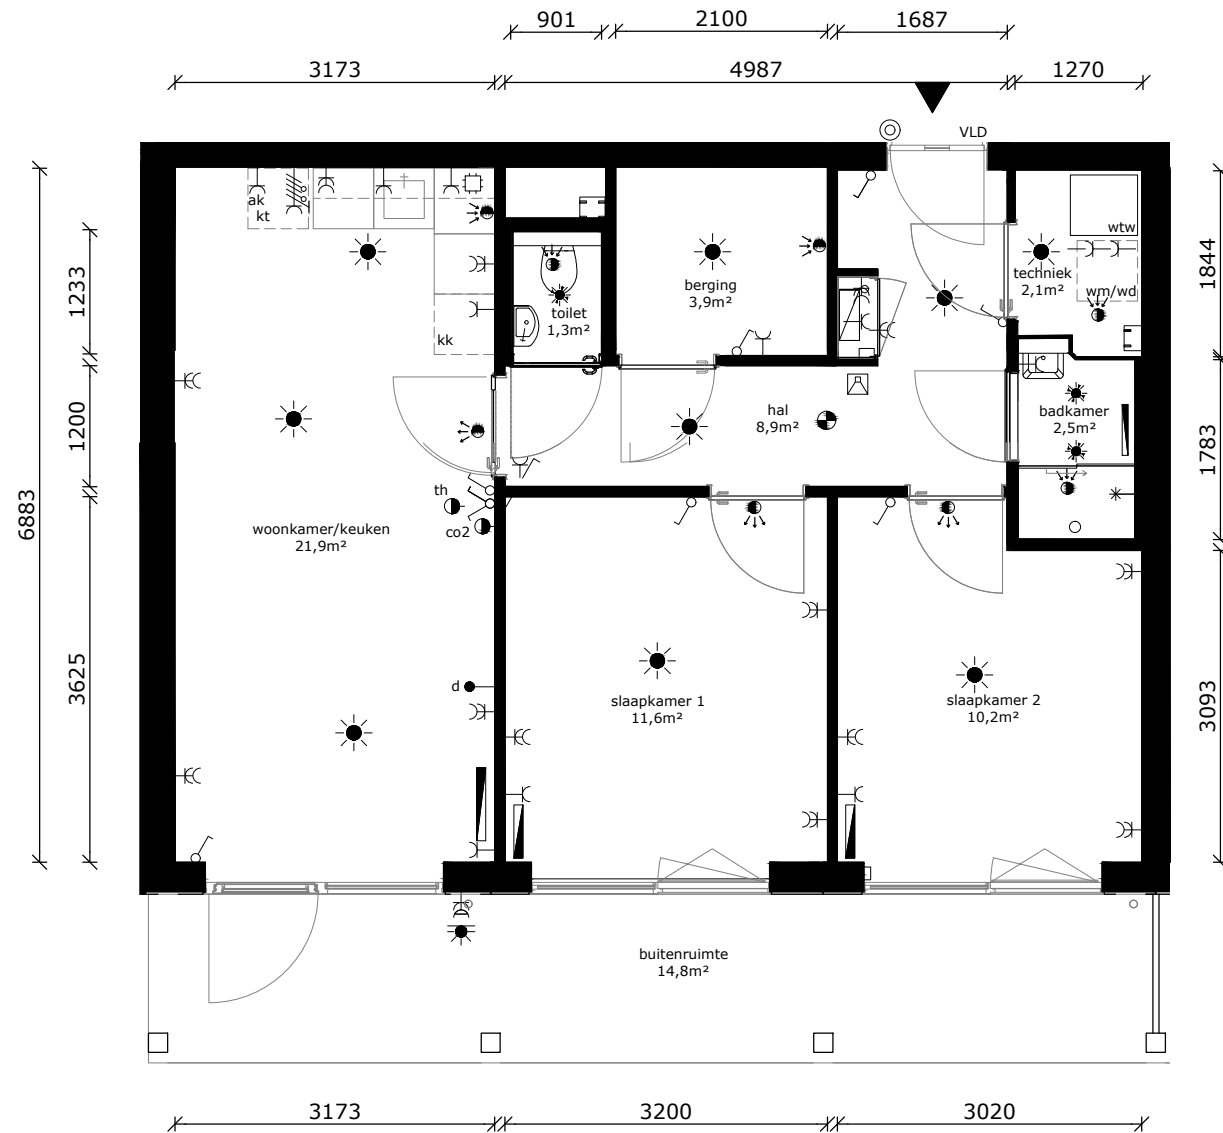 901
2100
1687
3173
4987
1270
VLD
ak
kt
wtw
techniek
2,1m²
wm/wd
berging
3,9m²
toilet
1,3m²
kk
1233
1844
hal
8,9m²
badkamer
2,5m²
1200
1783
6883
th
co2
woonkamer/keuken
21,9m²
3625
3093
d
slaapkamer 1
11,6m²
slaapkamer 2
10,2m²
buitenruimte
14,8m²
3173
3200
3020